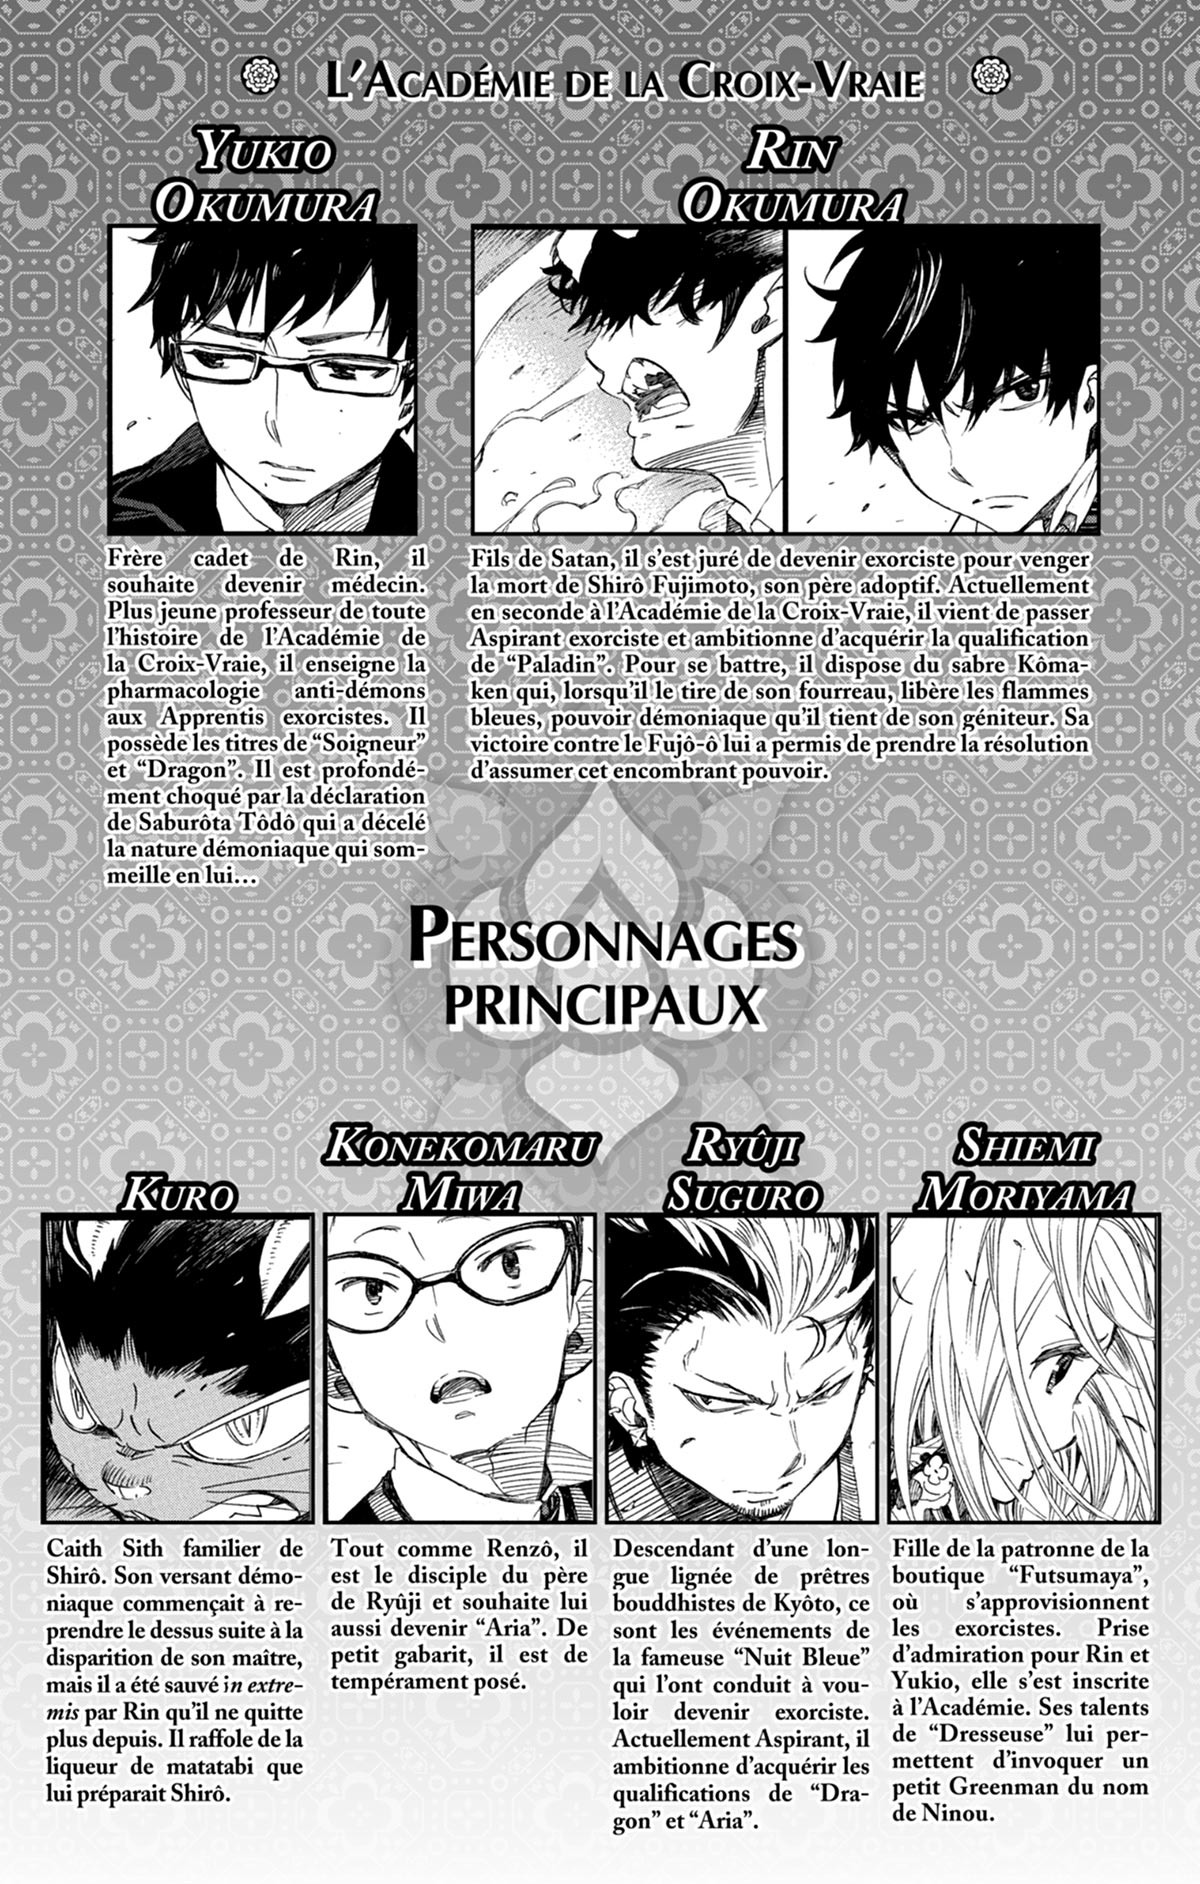 L'Académie de la Croix-Vraie
Yukio
Okumura
Frère cadet de Rin, il
souhaite devenir médecin.
Plus jeune professeur de toute
l'histoire de l'Académie de
la Croix-Vraie, il enseigne la
pharmacologie anti-démons
aux Apprentis exorcistes. Il
possède les titres de “Soigneur”
et “Dragon”. Il est profondé-
ment choqué par la déclaration
de Saburôta Tôdô qui a décelé
la nature démoniaque qui som-
meille en lui...
Rin
Okumura
Fils de Satan, il s'est juré de devenir exorciste pour venger
la mort de Shirô Fujimoto, son père adoptif. Actuellement
en seconde à l'Académie de la Croix-Vraie, il vient de passer
Aspirant exorciste et ambitionne d'acquérir la qualification
de “Paladin”. Pour se battre, il dispose du sabre Kôma-
ken qui, lorsqu'il le tire de son fourreau, libère les flammes
bleues, pouvoir démoniaque qu'il tient de son géniteur. Sa
victoire contre le Fujô-ô lui a permis de prendre la résolution
d'assumer cet encombrant pouvoir.
Personnages
principaux
Kuro
Caith Sith familier de
Shirô. Son versant démo-
niaque commençait à re-
prendre le dessus suite à la
disparition de son maître,
mais il a été sauvé in extre-
mis par Rin qu'il ne quitte
plus depuis. Il raffole de la
liqueur de matatabi que
lui préparait Shirô.
Konekomaru
Miwa
Tout comme Renzô, il
est le disciple du père
de Ryûji et souhaite lui
aussi devenir “Aria”. De
petit gabarit, il est de
tempérament posé.
Ryûji
Suguro
Descendant d'une lon-
gue lignée de prêtres
bouddhistes de Kyôto, ce
sont les événements de
la fameuse “Nuit Bleue”
qui l'ont conduit à vou-
loir devenir exorciste.
Actuellement Aspirant, il
ambitionne d'acquérir les
qualifications de “Dra-
gon” et “Aria”.
Shiemi
Moriyama
Fille de la patronne de la
boutique “Futsumaya”,
où s'approvisionnent
les exorcistes. Prise
d'admiration pour Rin et
Yukio, elle s'est inscrite
à l'Académie. Ses talents
de “Dresseuse” lui per-
mettent d'invoquer un
petit Greenman du nom
de Ninou.